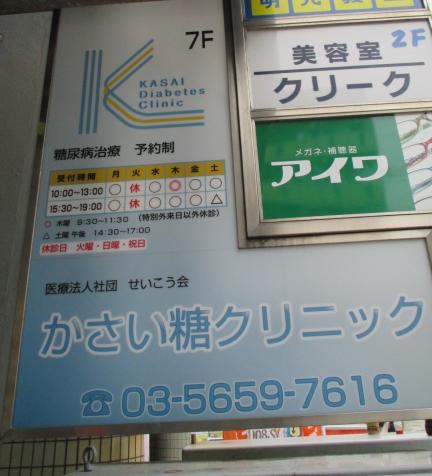 7F
KASAI
Diabetes
Clinic
糖尿病治療 予約制
受付時間 月 火 水 木 金 土
10:00~13:00 ○ 休 ○ ◎ ○ ○
15:30~19:00 ○ 休 ○ ○ ○ △
◎ 木曜 9:30~11:30 (特別外来日以外休診)
△ 土曜 午後 14:30~17:00
休診日 火曜・日曜・祝日
医療法人社団 せいこう会
かさい糖クリニック
☎03-5659-7616
美容室 2F
クリーク
メガネ・補聴器
アイワ